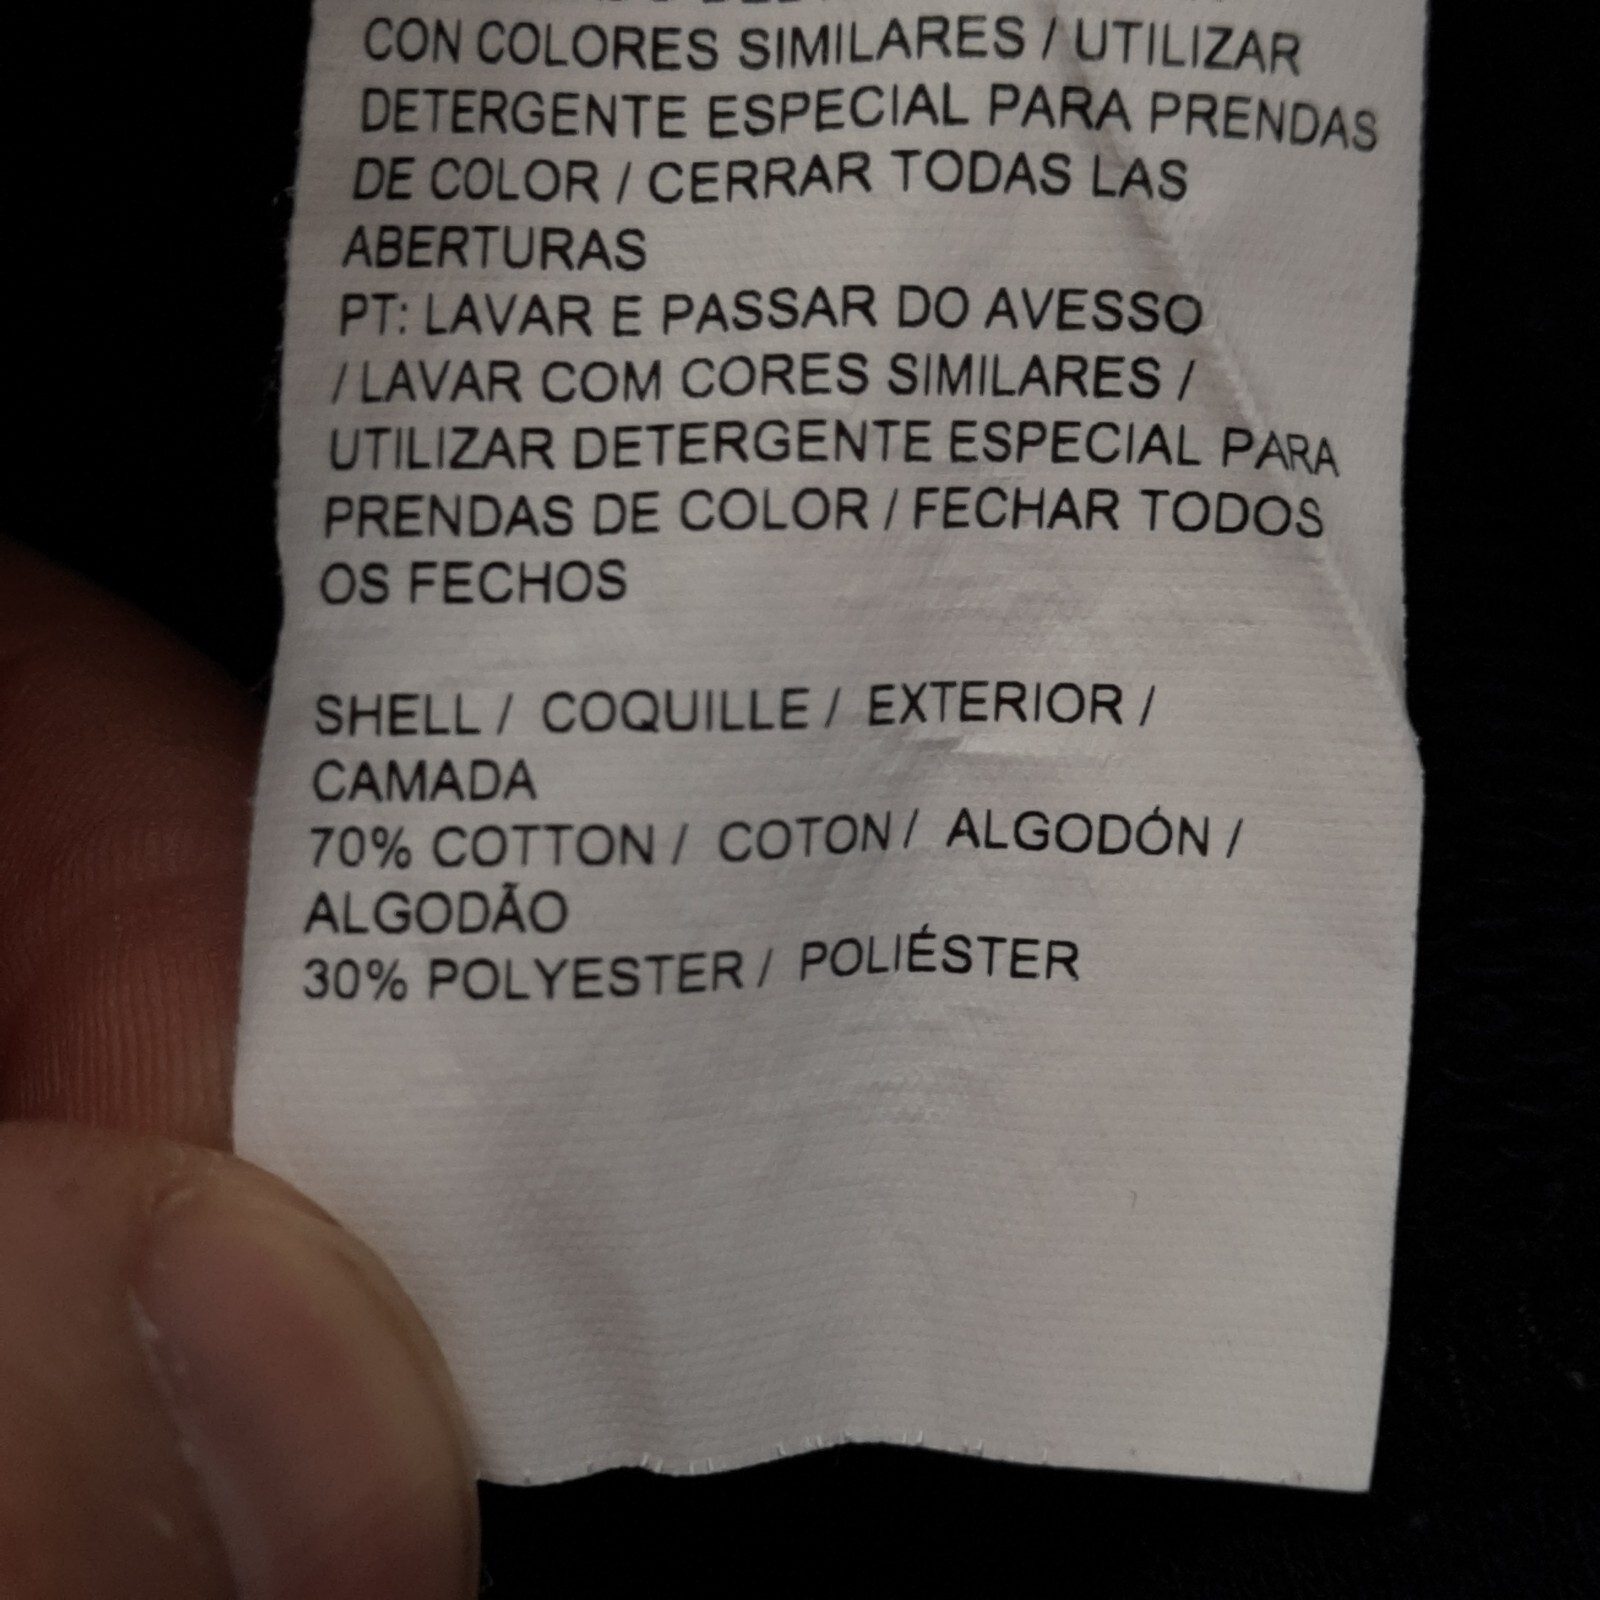 CON COLORES SIMILARES / UTILIZAR
DETERGENTE ESPECIAL PARA PRENDAS
DE COLOR / CERRAR TODAS LAS
ABERTURAS
PT: LAVAR E PASSAR DO AVESSO
/ LAVAR COM CORES SIMILARES /
UTILIZAR DETERGENTE ESPECIAL PARA
PRENDAS DE COLOR / FECHAR TODOS
OS FECHOS
SHELL / COQUILLE / EXTERIOR /
CAMADA
70% COTTON / COTON / ALGODÓN /
ALGODÃO
30% POLYESTER / POLIÉSTER